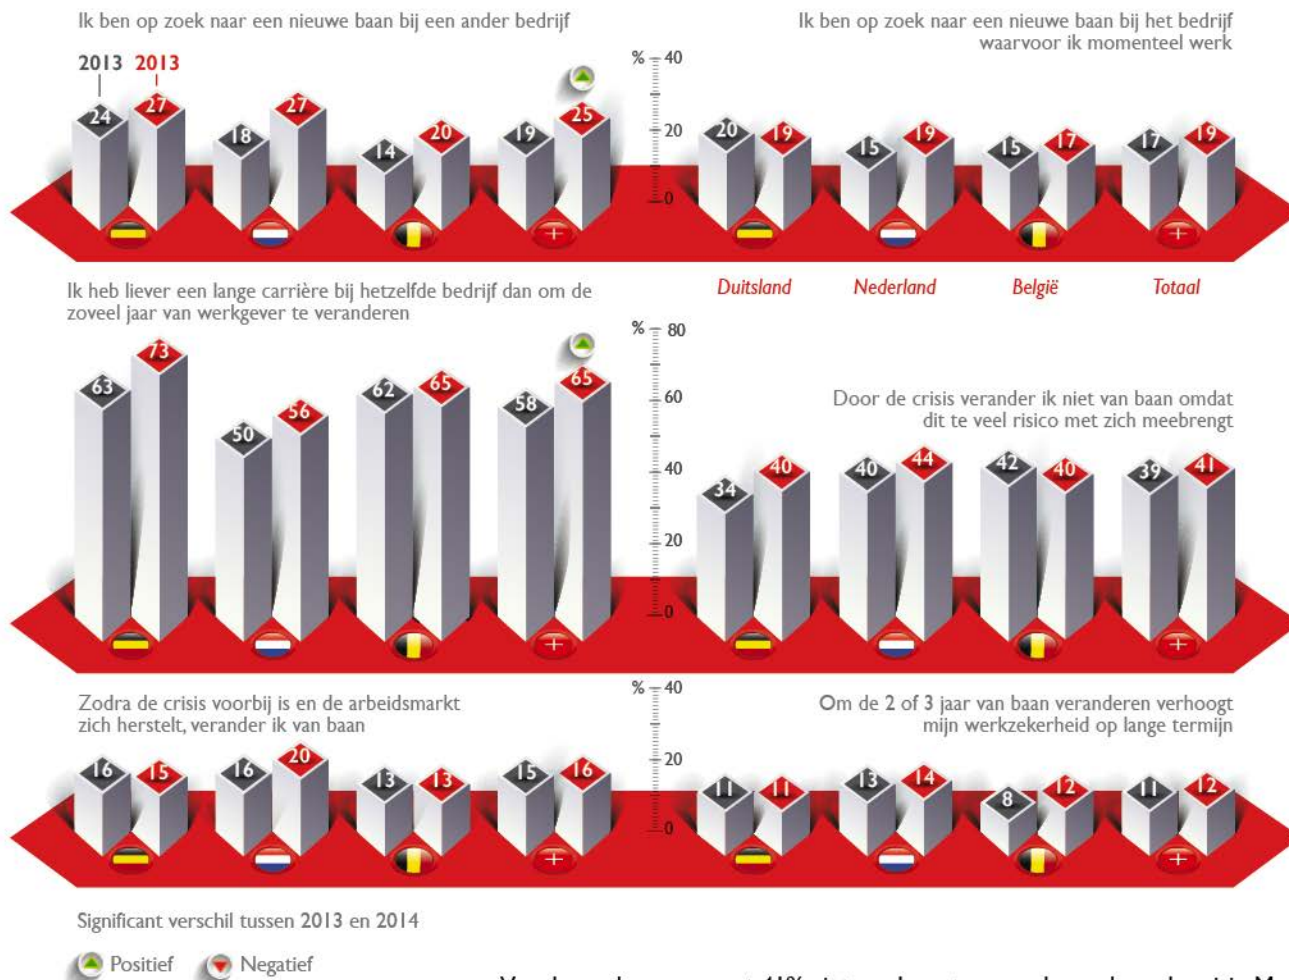 Ik ben op zoek naar een nieuwe baan bij een ander bedrijf
2013 2013
24 27 18 27 14 20 19 25
% 40
20
0
Ik ben op zoek naar een nieuwe baan bij het bedrijf
waarvoor ik momenteel werk
20 19 15 19 15 17 17 19
Duitsland Nederland België Totaal
Ik heb liever een lange carrière bij hetzelfde bedrijf dan om de
zoveel jaar van werkgever te veranderen
63 73 50 56 62 65 58 65
% 80
60
40
20
0
Door de crisis verander ik niet van baan omdat
dit te veel risico met zich meebrengt
34 40 40 44 42 40 39 41
Zodra de crisis voorbij is en de arbeidsmarkt
zich herstelt, verander ik van baan
16 15 16 20 13 13 15 16
% 40
20
0
Om de 2 of 3 jaar van baan veranderen verhoogt
mijn werkzekerheid op lange termijn
11 11 13 14 8 12 11 12
Significant verschil tussen 2013 en 2014
Positief Negatief